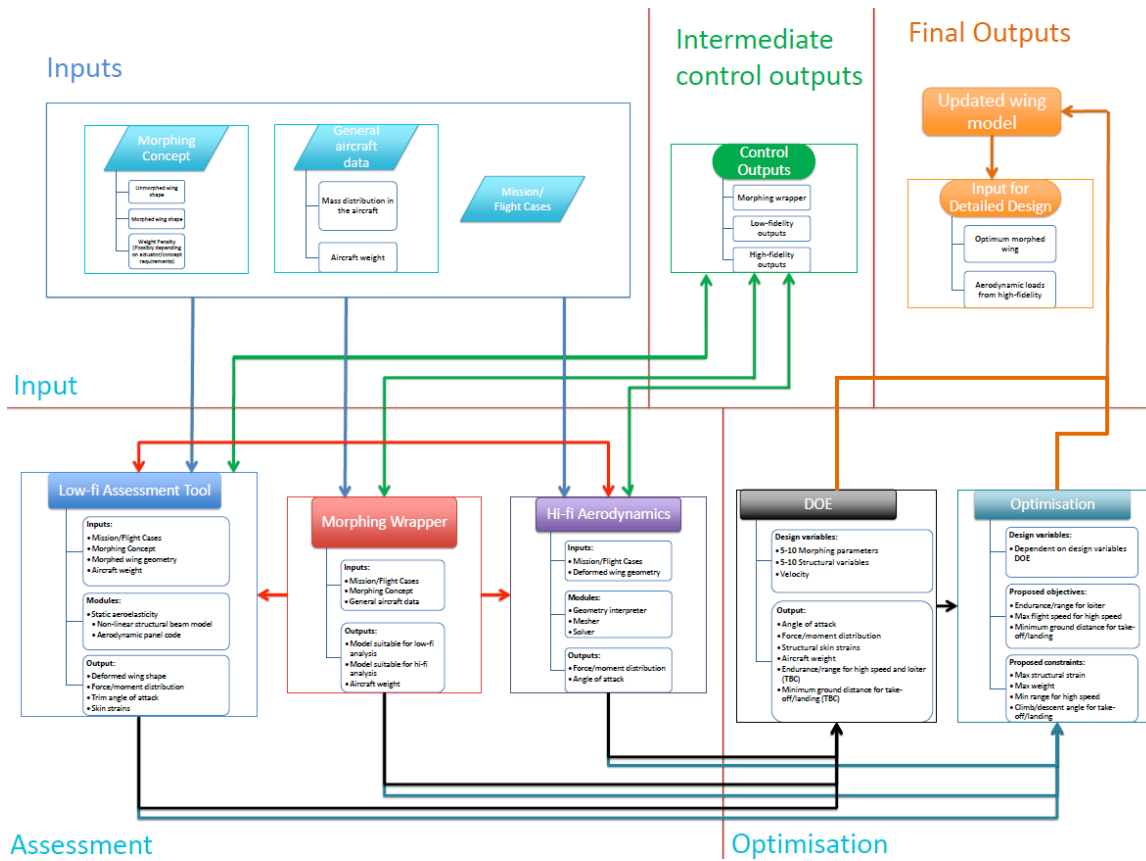 Inputs
Morphing
Concept
Unmorphed wing
shape
Morphed wing shape
Weight Penalty
(Possibly depending
on
actuator/concept
requirements)
General
aircraft
data
Mass distribution in
the aircraft
Aircraft weight
Mission/
Flight Cases
Input
Intermediate
control outputs
Control
Outputs
Morphing wrapper
Low-fidelity
outputs
High-fidelity
outputs
Final Outputs
Updated wing
model
Input for
Detailed Design
Optimum morphed
wing
Aerodynamic loads
from high-fidelity
Low-fi Assessment Tool
Inputs:
• Mission/Flight Cases
• Morphing Concept
• Morphed wing geometry
• Aircraft weight
Modules:
• Static aeroelasticity
• Non-linear structural beam model
• Aerodynamic panel code
Output:
• Deformed wing shape
• Force/moment distribution
• Trim angle of attack
• Skin strains
Morphing Wrapper
Inputs:
• Mission/Flight Cases
• Morphing Concept
• General aircraft data
Outputs:
• Model suitable for low-fi
analysis
• Model suitable for hi-fi
analysis
• Aircraft weight
Hi-fi Aerodynamics
Inputs:
• Mission/Flight Cases
• Deformed wing geometry
Modules:
• Geometry interpreter
• Mesher
• Solver
Outputs:
• Force/moment distribution
• Angle of attack
Assessment
DOE
Design variables:
• 5-10 Morphing parameters
• 5-10 Structural variables
• Velocity
Output:
• Angle of attack
• Force/moment distribution
• Structural skin strains
• Aircraft weight
• Endurance/range for high speed and loiter
(TBC)
• Minimum ground distance for take-
off/landing (TBC)
Optimisation
Design variables:
• Dependent on design variables
DOE
Proposed objectives:
• Endurance/range for loiter
• Max flight speed for high speed
• Minimum ground distance for take-
off/landing
Proposed constraints:
• Max structural strain
• Max weight
• Min range for high speed
• Climb/descent angle for take-
off/landing
Optimisation